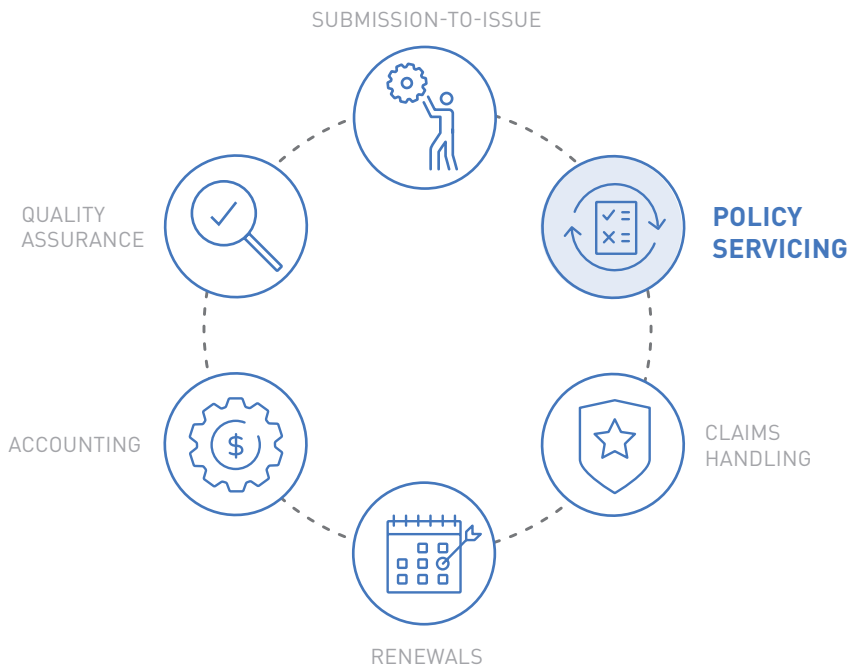 SUBMISSION-TO-ISSUE
QUALITY
ASSURANCE
POLICY
SERVICING
ACCOUNTING
$
CLAIMS
HANDLING
RENEWALS